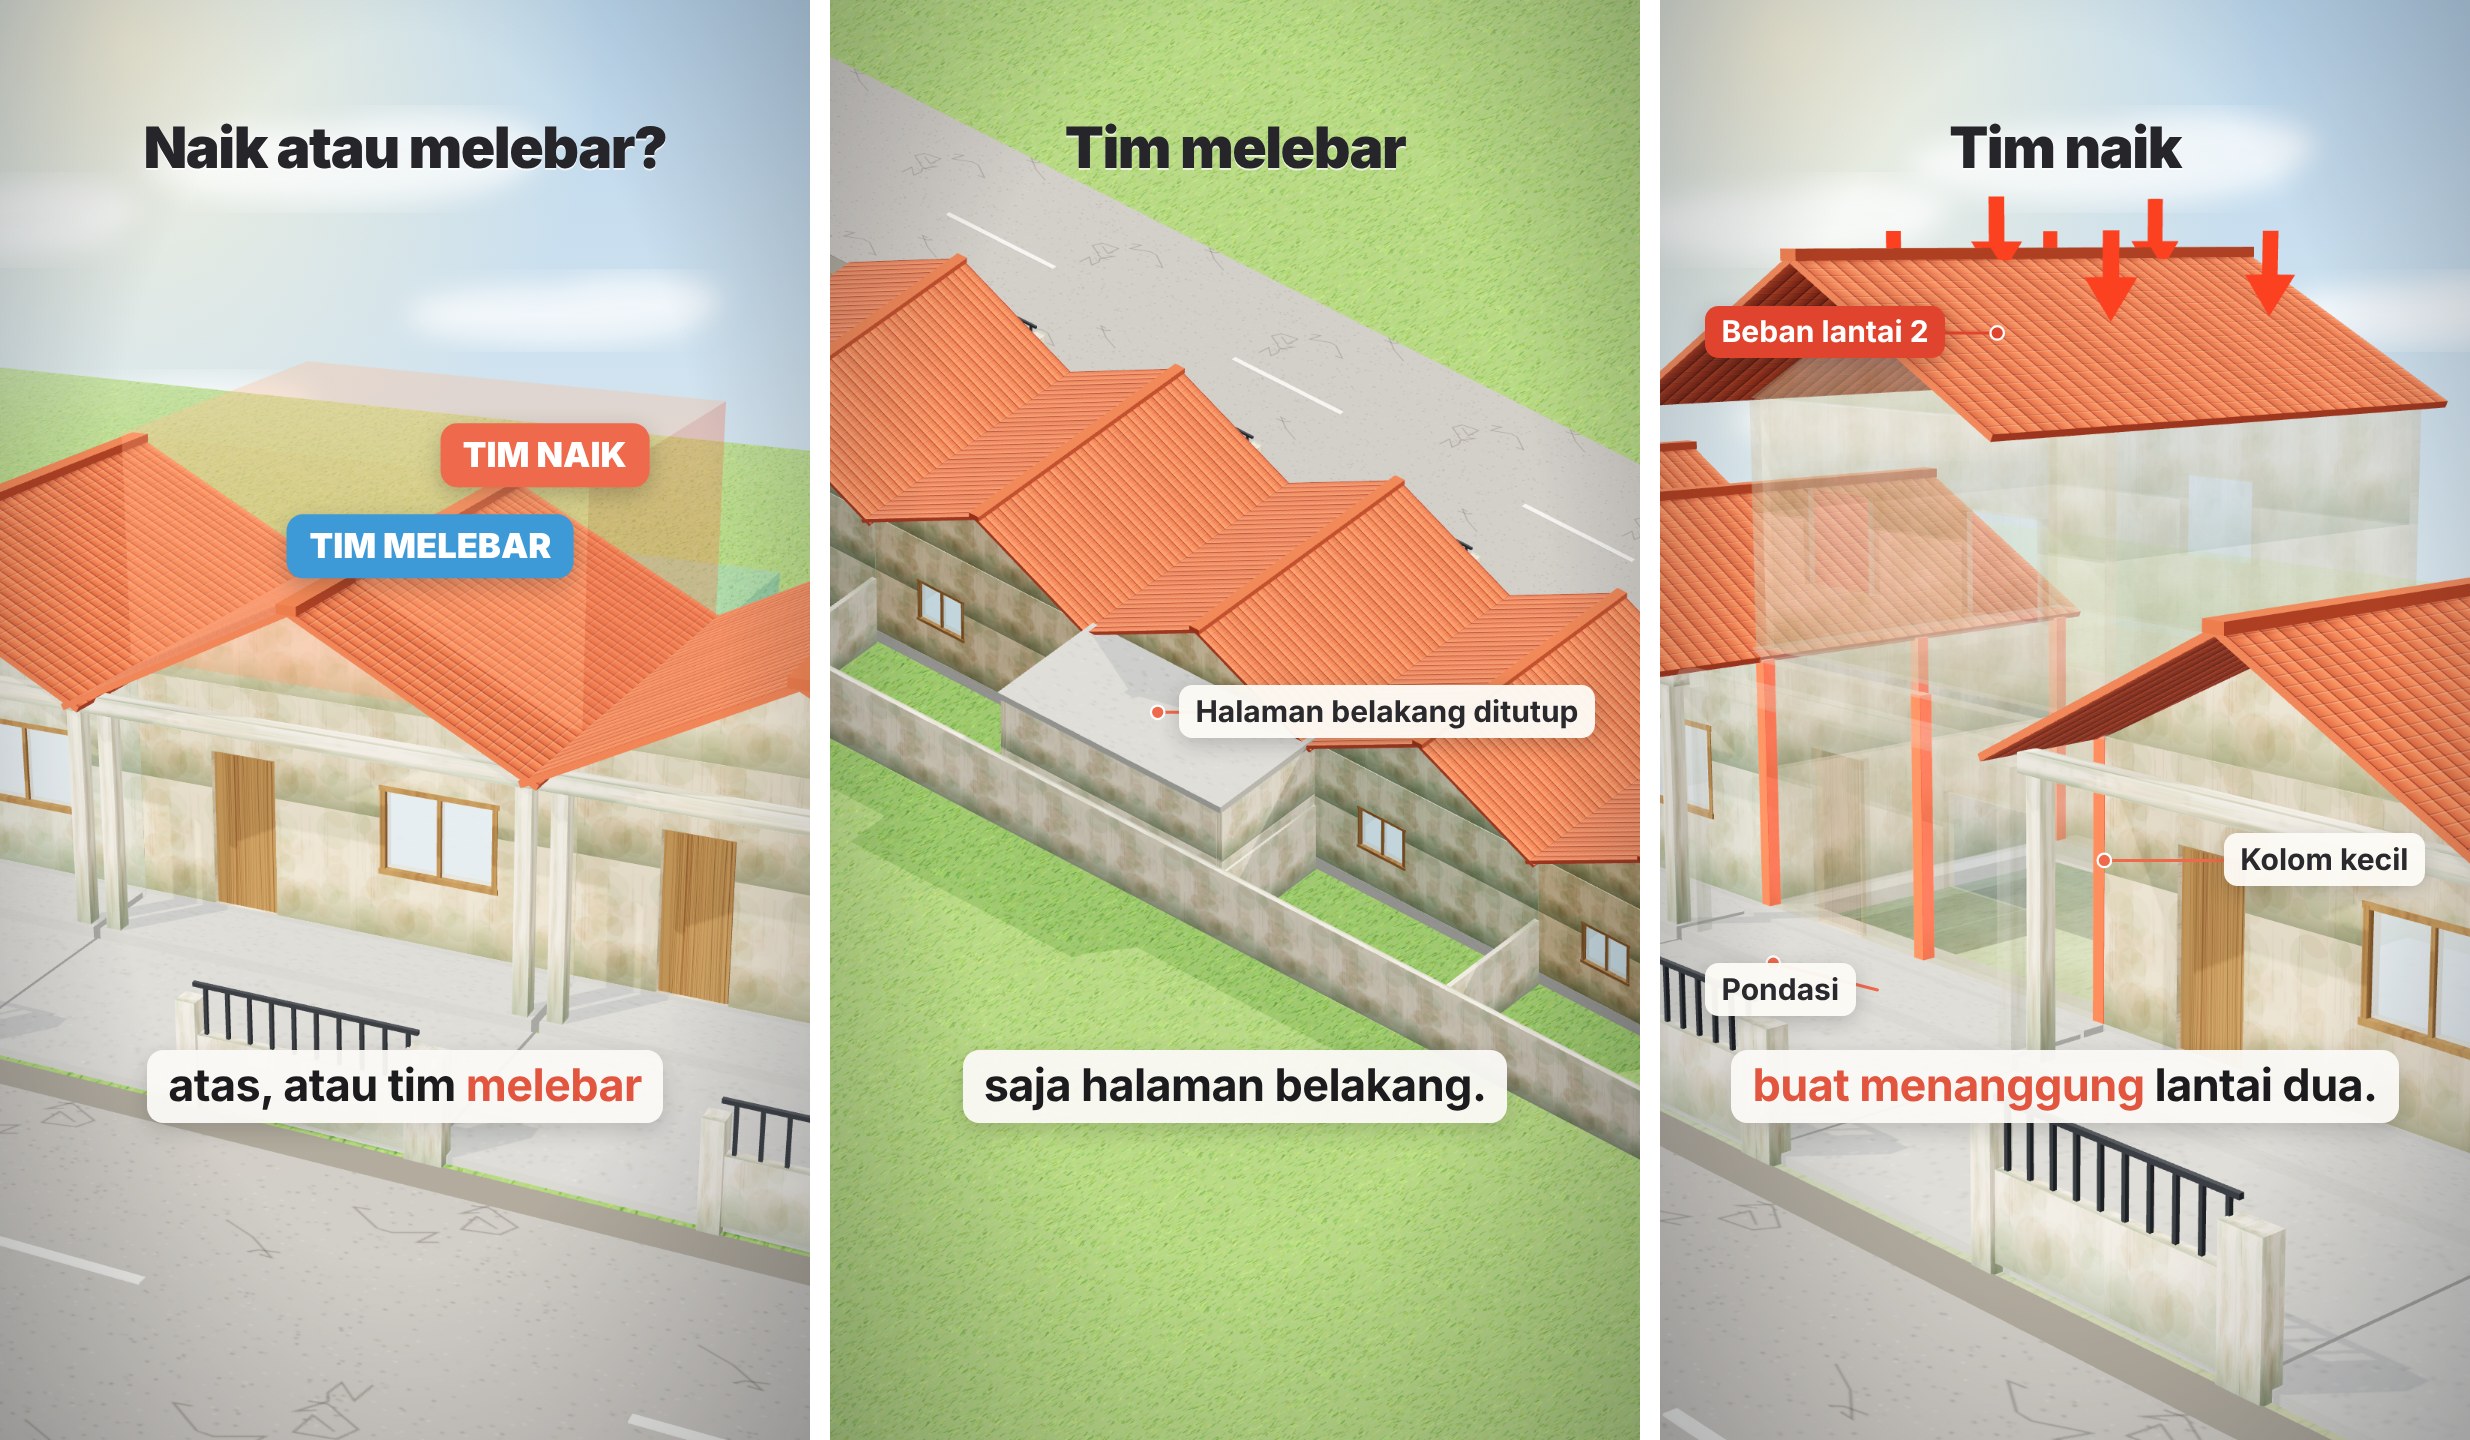 Naik atau melebar?
TIM NAIK
TIM MELEBAR
atas, atau tim melebar
Tim melebar
Halaman belakang ditutup
saja halaman belakang.
Tim naik
Beban lantai 2
Kolom kecil
Pondasi
buat menanggung lantai dua.